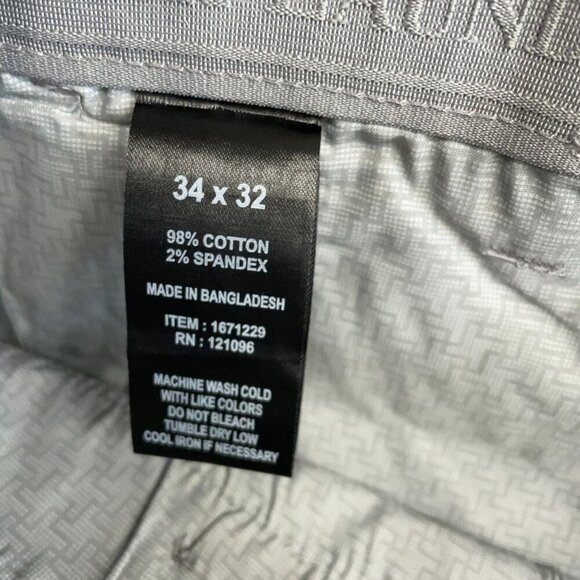 34 x 32
98% COTTON
2% SPANDEX
MADE IN BANGLADESH
ITEM : 1671229
RN : 121096
MACHINE WASH COLD
WITH LIKE COLORS
DO NOT BLEACH
TUMBLE DRY LOW
COOL IRON IF NECESSARY